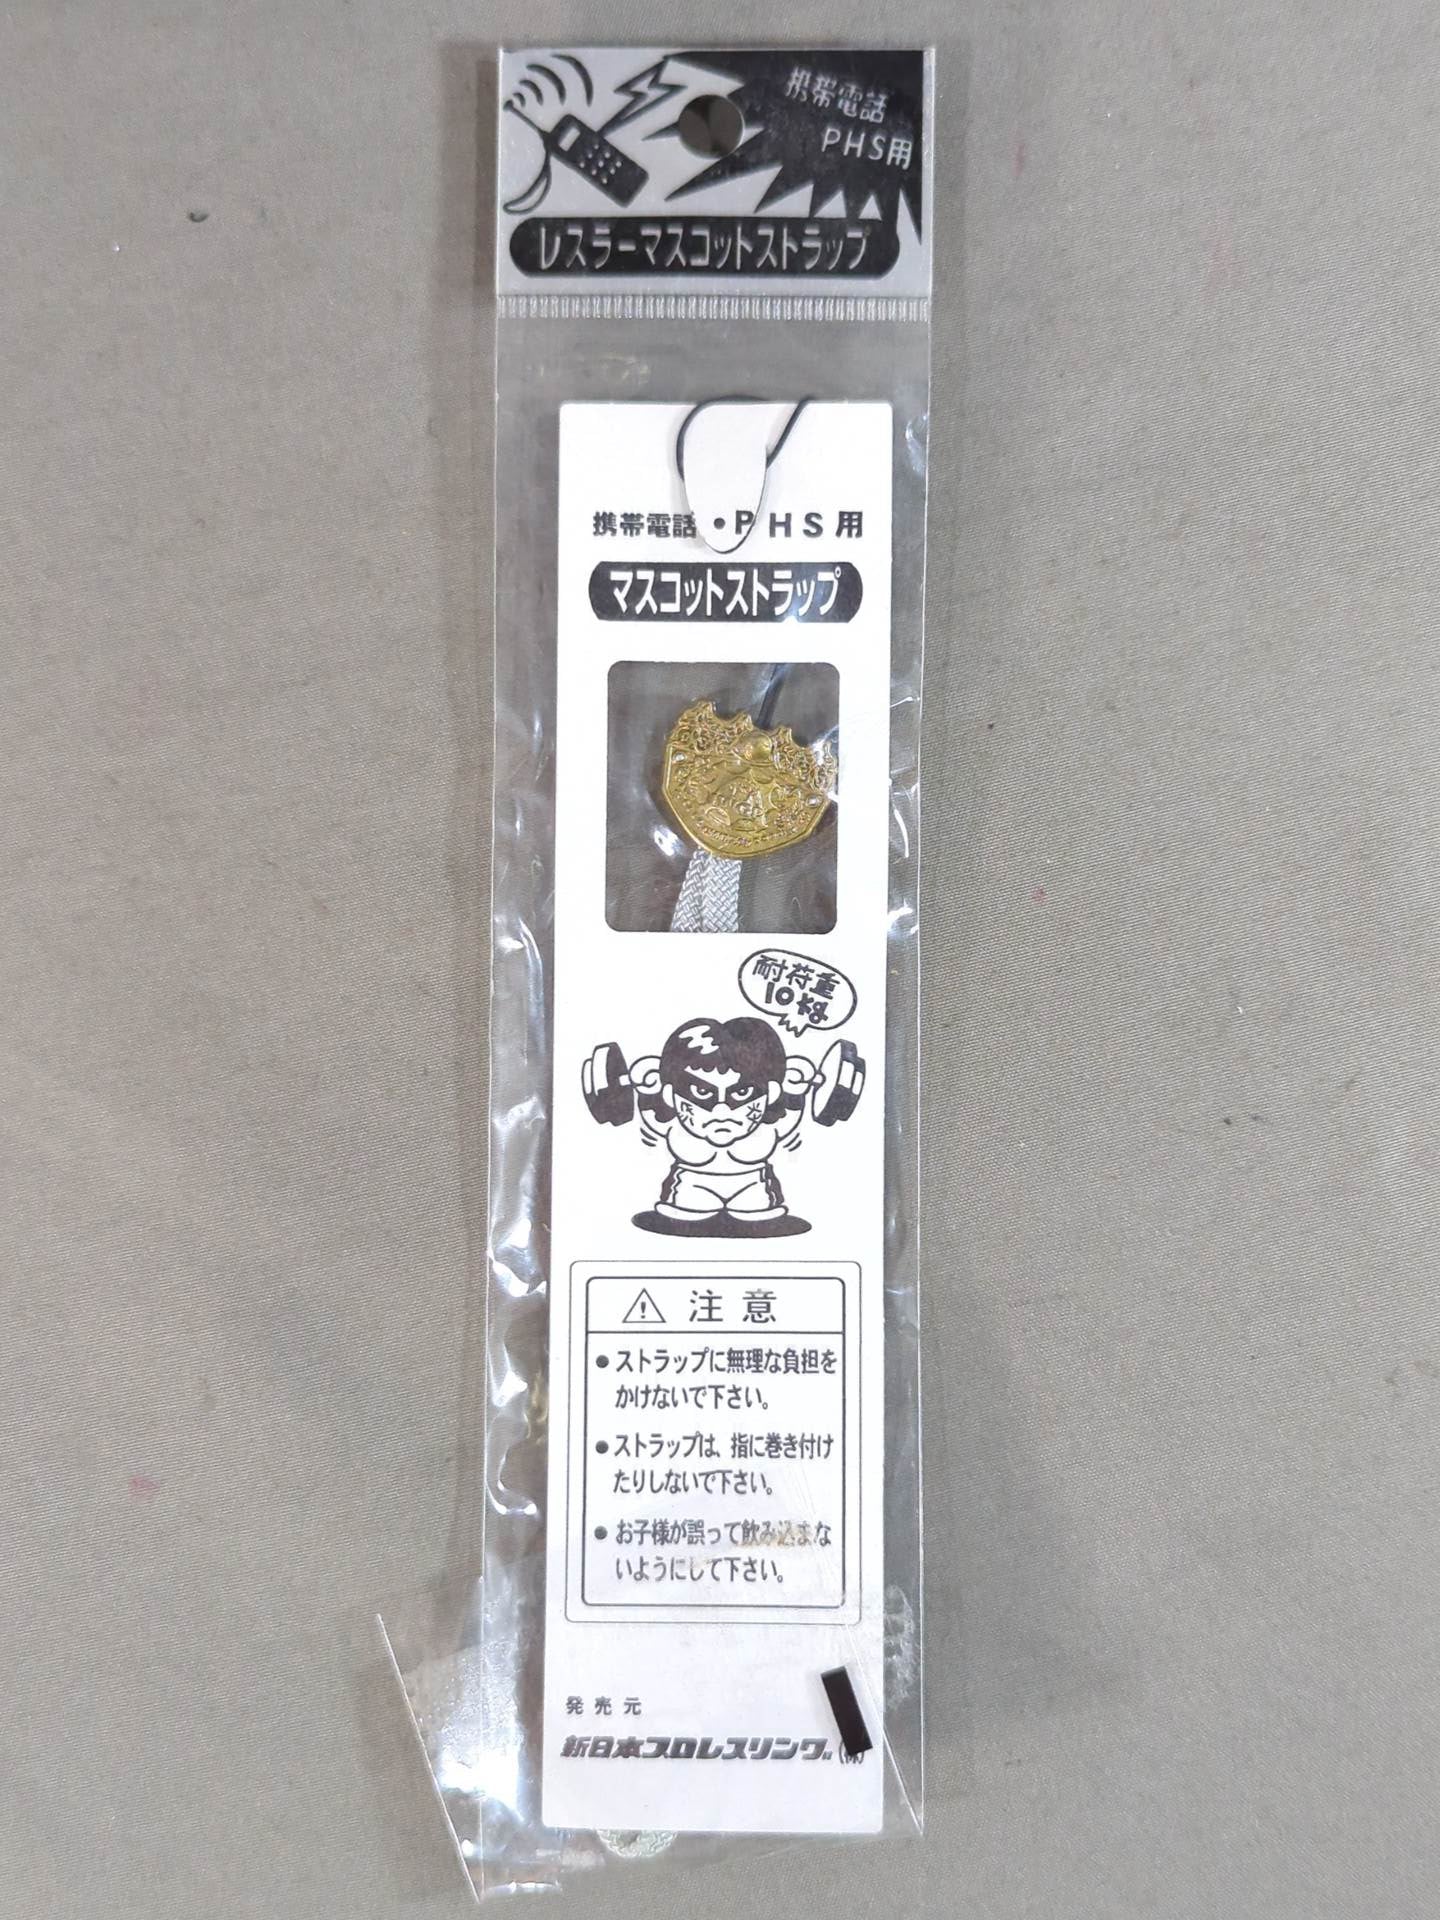 携帯電話
PHS用
レスラーマスコットストラップ
携帯電話・PHS用
マスコットストラップ
耐荷重
10キロ
⚠ 注意
●ストラップに無理な負担を
かけないで下さい。
●ストラップは、指に巻き付け
たりしないで下さい。
●お子様が誤って飲み込まな
いようにして下さい。
発売元
新日本プロレスリング(株)